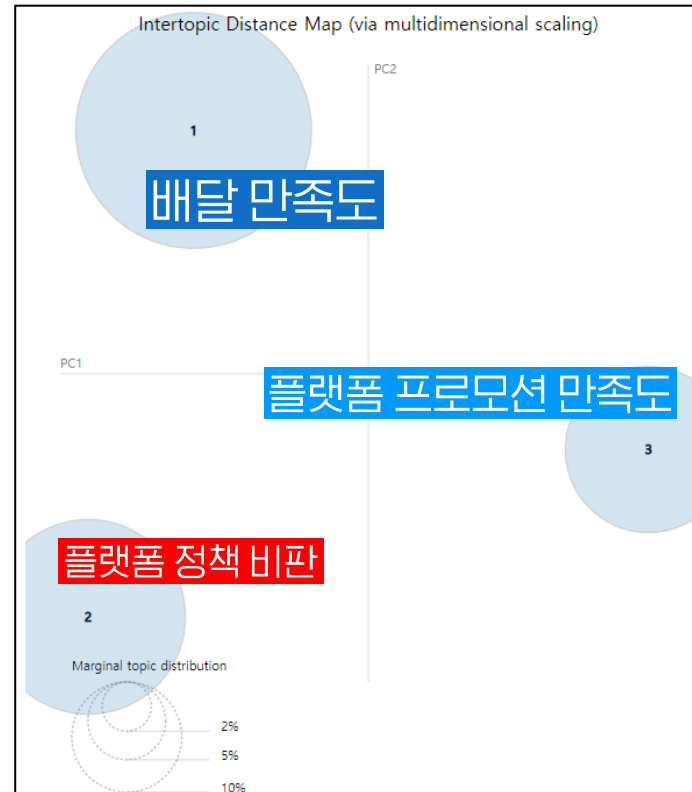 Intertopic Distance Map (via multidimensional scaling)
PC2
1
배달 만족도
PC1
플랫폼 프로모션 만족도
3
플랫폼 정책 비판
2
Marginal topic distribution
2%
5%
10%